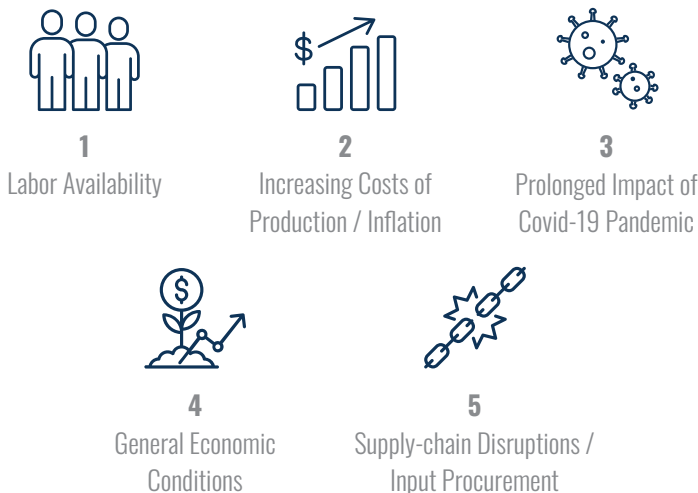 $
1
Labor Availability
2
Increasing Costs of
Production / Inflation
3
Prolonged Impact of
Covid-19 Pandemic
$
4
General Economic
Conditions
5
Supply-chain Disruptions /
Input Procurement